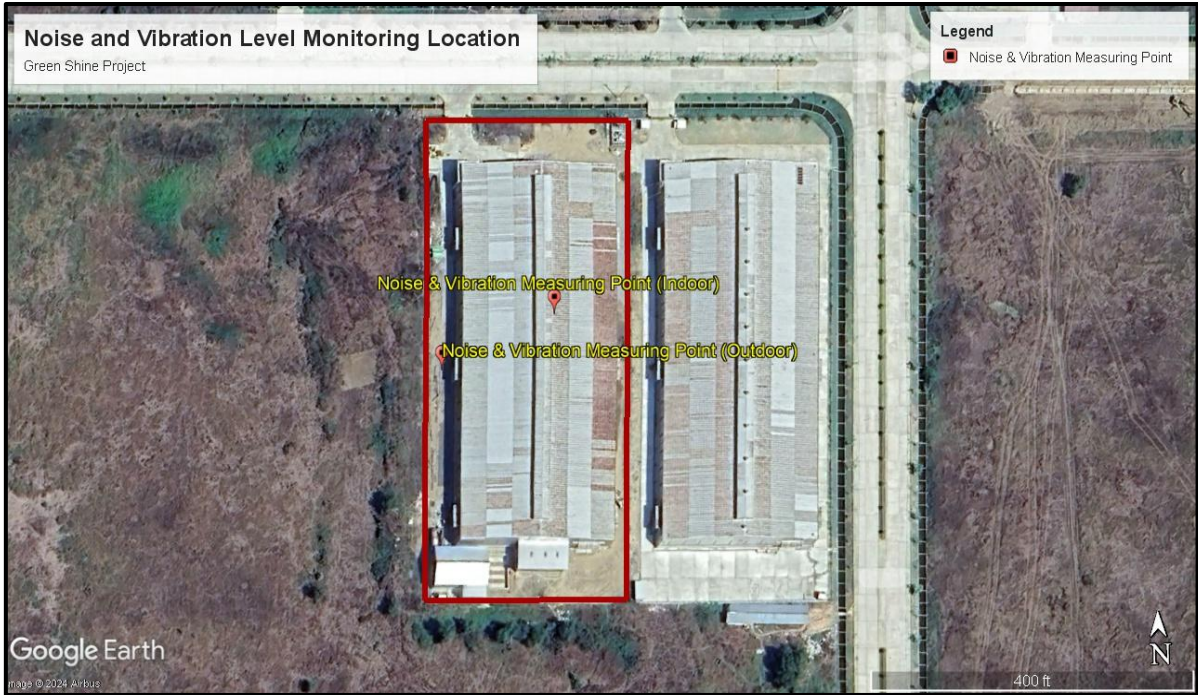 Noise and Vibration Level Monitoring Location
Green Shine Project
Legend
Noise & Vibration Measuring Point
Noise & Vibration Measuring Point (Indoor)
Noise & Vibration Measuring Point (Outdoor)
Google Earth
mage © 2024 Airbus
N
400 ft